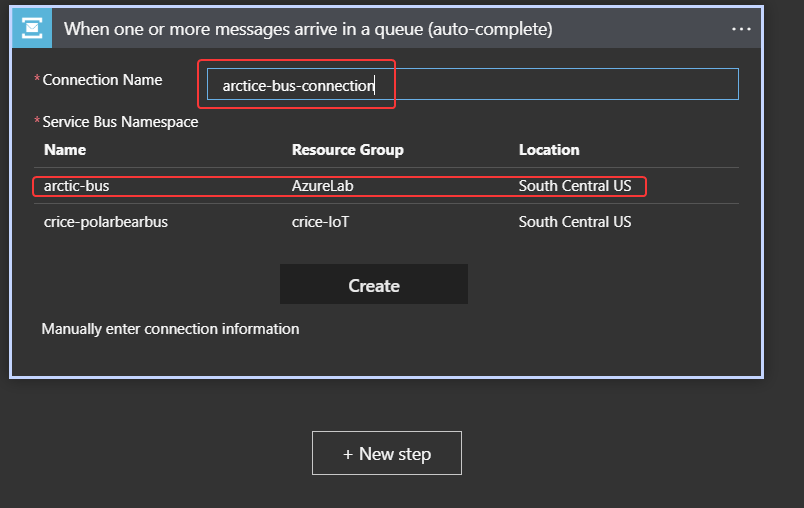 When one or more messages arrive in a queue (auto-complete) ...
* Connection Name arctice-bus-connection
* Service Bus Namespace
Name Resource Group Location
arctic-bus AzureLab South Central US
crice-polarbearbus crice-IoT South Central US
Create
Manually enter connection information
+ New step